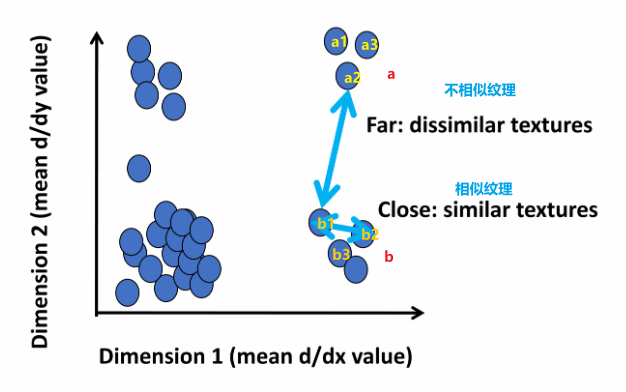 a1
a3
a2
a
不相似纹理
Far: dissimilar textures
相似纹理
Close: similar textures
b1
b2
b3
b
Dimension 2 (mean d/dy value)
Dimension 1 (mean d/dx value)